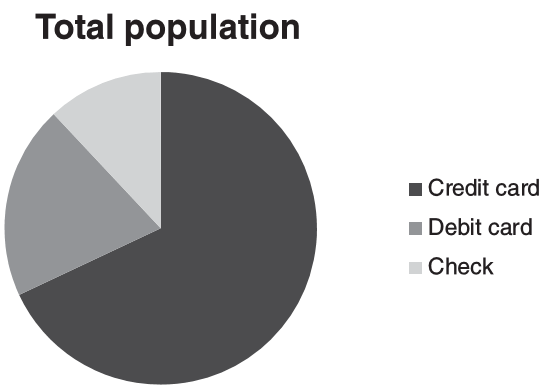 Total population
Credit card
Debit card
Check